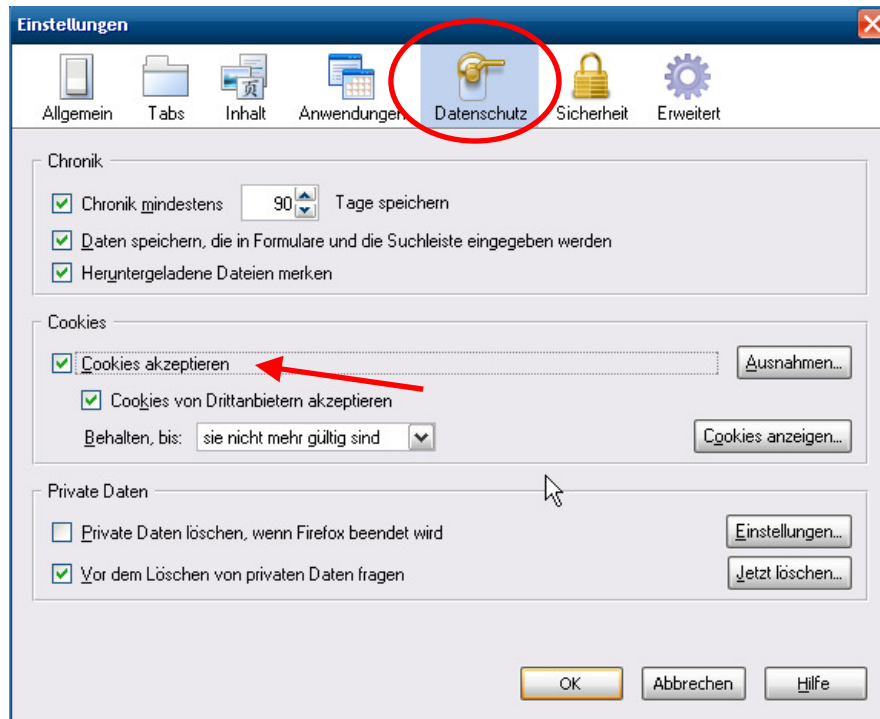 Einstellungen
Allgemein Tabs Inhalt Anwendungen Datenschutz Sicherheit Erweitert
Chronik
Chronik mindestens 90 Tage speichern
Daten speichern, die in Formulare und die Suchleiste eingegeben werden
Heruntergeladene Dateien merken
Cookies
Cookies akzeptieren Ausnahmen...
Cookies von Drittanbietern akzeptieren
Behalten, bis: sie nicht mehr gültig sind Cookies anzeigen...
Private Daten
Private Daten löschen, wenn Firefox beendet wird Einstellungen...
Vor dem Löschen von privaten Daten fragen Jetzt löschen...
OK Abbrechen Hilfe